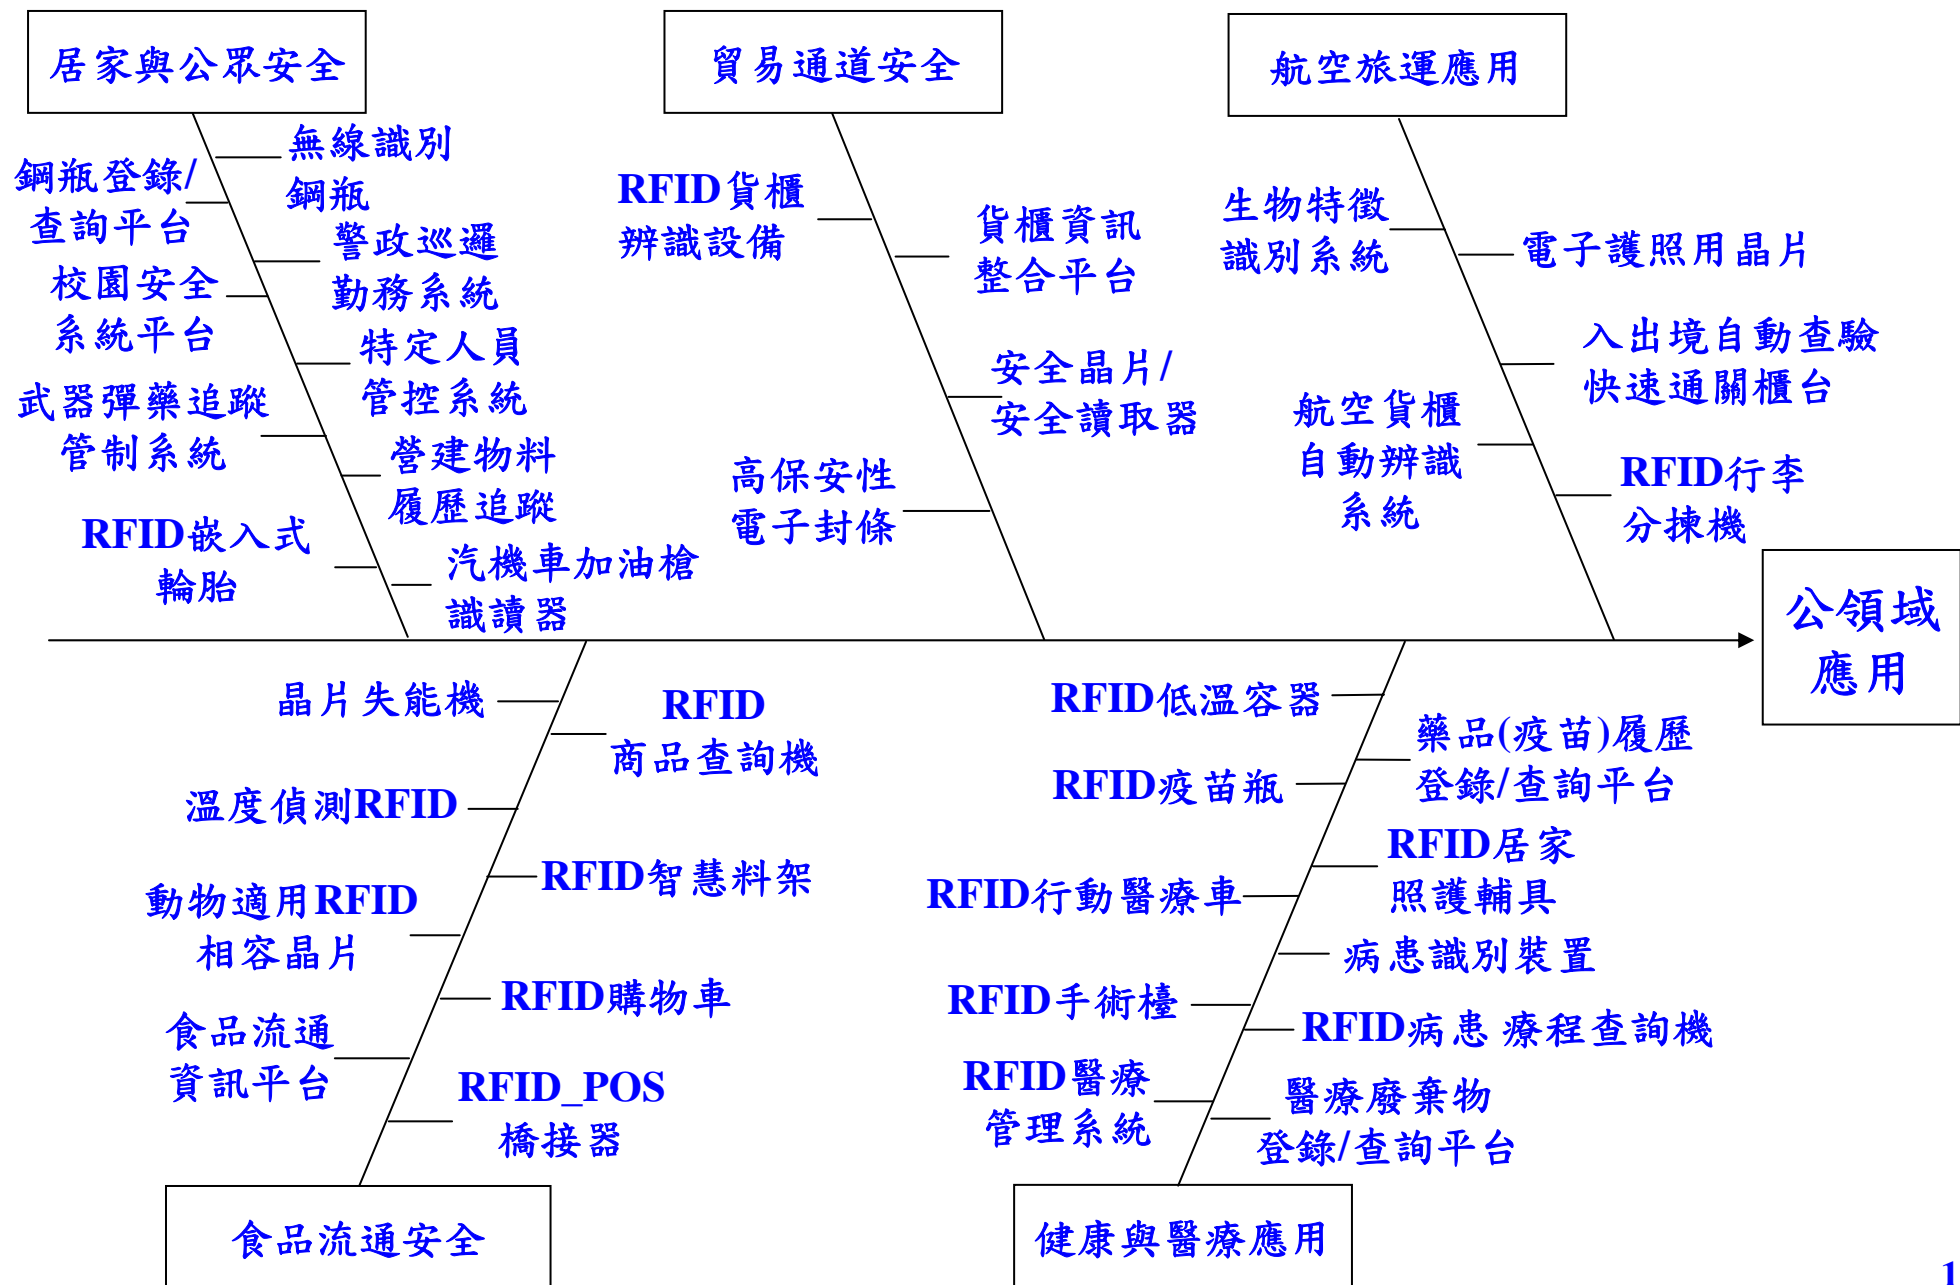 居家與公眾安全
貿易通道安全
航空旅運應用
無線識別
鋼瓶
鋼瓶登錄/
查詢平台
警政巡邏
勤務系統
校園安全
系統平台
特定人員
管控系統
武器彈藥追蹤
管制系統
營建物料
履歷追蹤
RFID嵌入式
輪胎
汽機車加油槍
識讀器
RFID貨櫃
辨識設備
貨櫃資訊
整合平台
安全晶片/
安全讀取器
高保安性
電子封條
生物特徵
識別系統
電子護照用晶片
入出境自動查驗
快速通關櫃台
航空貨櫃
自動辨識
系統
RFID行李
分揀機
公領域
應用
晶片失能機
RFID
商品查詢機
溫度偵測RFID
RFID智慧料架
動物適用RFID
相容晶片
RFID購物車
食品流通
資訊平台
RFID_POS
橋接器
食品流通安全
RFID低溫容器
藥品(疫苗)履歷
登錄/查詢平台
RFID疫苗瓶
RFID居家
照護輔具
RFID行動醫療車
病患識別裝置
RFID手術檯
RFID病患 療程查詢機
RFID醫療
管理系統
醫療廢棄物
登錄/查詢平台
健康與醫療應用
1